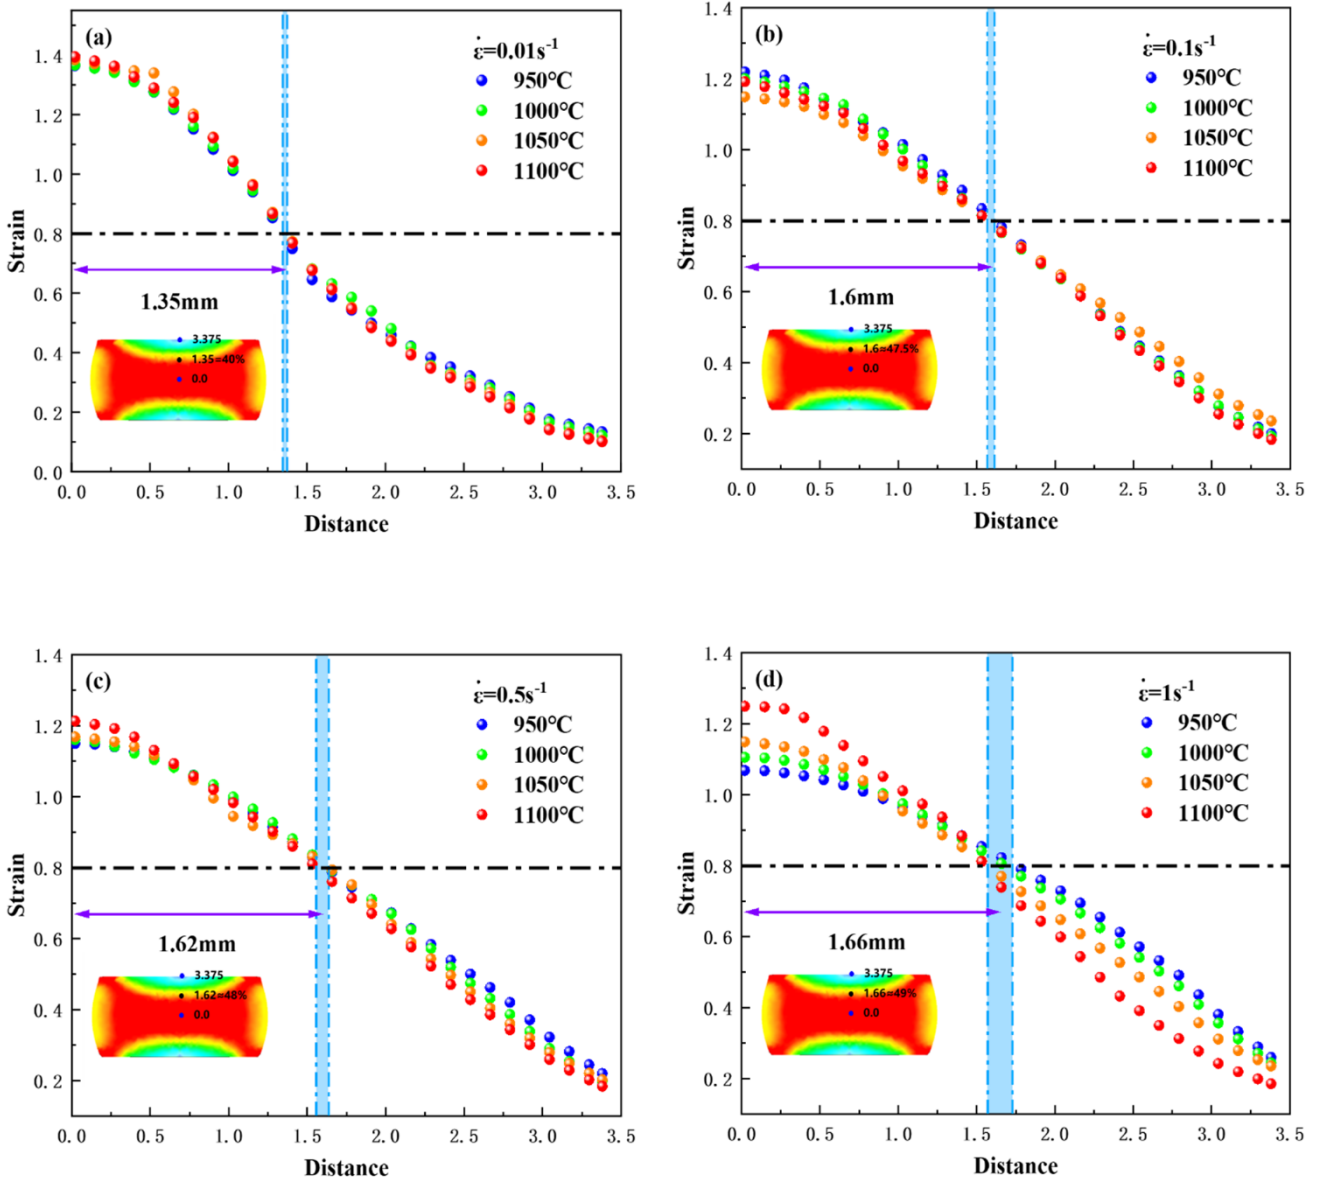 (a)
ε̇=0.01s⁻¹
950℃
1000℃
1050℃
1100℃
1.4
1.2
1.0
0.8
0.6
0.4
0.2
0.0
Strain
1.35mm
3.375
1.35=40%
0.0
0.0 0.5 1.0 1.5 2.0 2.5 3.0 3.5
Distance
(b)
ε̇=0.1s⁻¹
950℃
1000℃
1050℃
1100℃
1.4
1.2
1.0
0.8
0.6
0.4
0.2
Strain
1.6mm
3.375
1.6≈47.5%
0.0
0.0 0.5 1.0 1.5 2.0 2.5 3.0 3.5
Distance
(c)
ε̇=0.5s⁻¹
950℃
1000℃
1050℃
1100℃
1.4
1.2
1.0
0.8
0.6
0.4
0.2
Strain
1.62mm
3.375
1.62=48%
0.0
0.0 0.5 1.0 1.5 2.0 2.5 3.0 3.5
Distance
(d)
ε̇=1s⁻¹
950℃
1000℃
1050℃
1100℃
1.4
1.2
1.0
0.8
0.6
0.4
0.2
Strain
1.66mm
3.375
1.66=49%
0.0
0.0 0.5 1.0 1.5 2.0 2.5 3.0 3.5
Distance